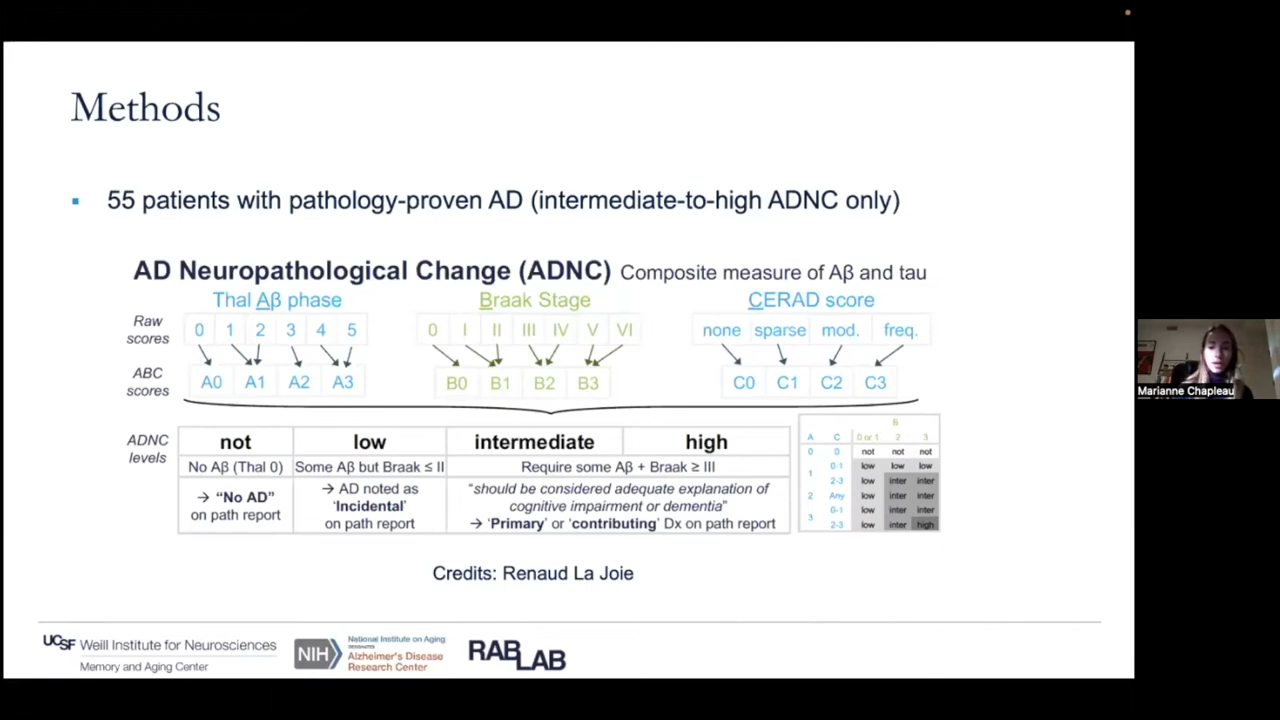 Methods
▪ 55 patients with pathology-proven AD (intermediate-to-high ADNC only)
AD Neuropathological Change (ADNC) Composite measure of Aβ and tau
Thal Aβ phase Braak Stage CERAD score
Raw scores 0 1 2 3 4 5 0 I II III IV V VI none sparse mod. freq.
ABC scores A0 A1 A2 A3 B0 B1 B2 B3 C0 C1 C2 C3
ADNC levels not low intermediate high
No Aβ (Thal 0) Some Aβ but Braak ≤ II Require some Aβ + Braak ≥ III
→ “No AD” on path report
→ AD noted as ‘Incidental’ on path report
“should be considered adequate explanation of
cognitive impairment or dementia”
→ ‘Primary’ or ‘contributing’ Dx on path report
A C 0 or 1 2 3
0 0 not not not
1 0-1 low low low
2-3 low inter inter
2 Any low inter inter
3 0-1 low inter inter
2-3 low inter high
Credits: Renaud La Joie
UCSF Weill Institute for Neurosciences
Memory and Aging Center
NIH National Institute on Aging
Alzheimer's Disease
Research Center
RAB LAB
Marianne Chapleau